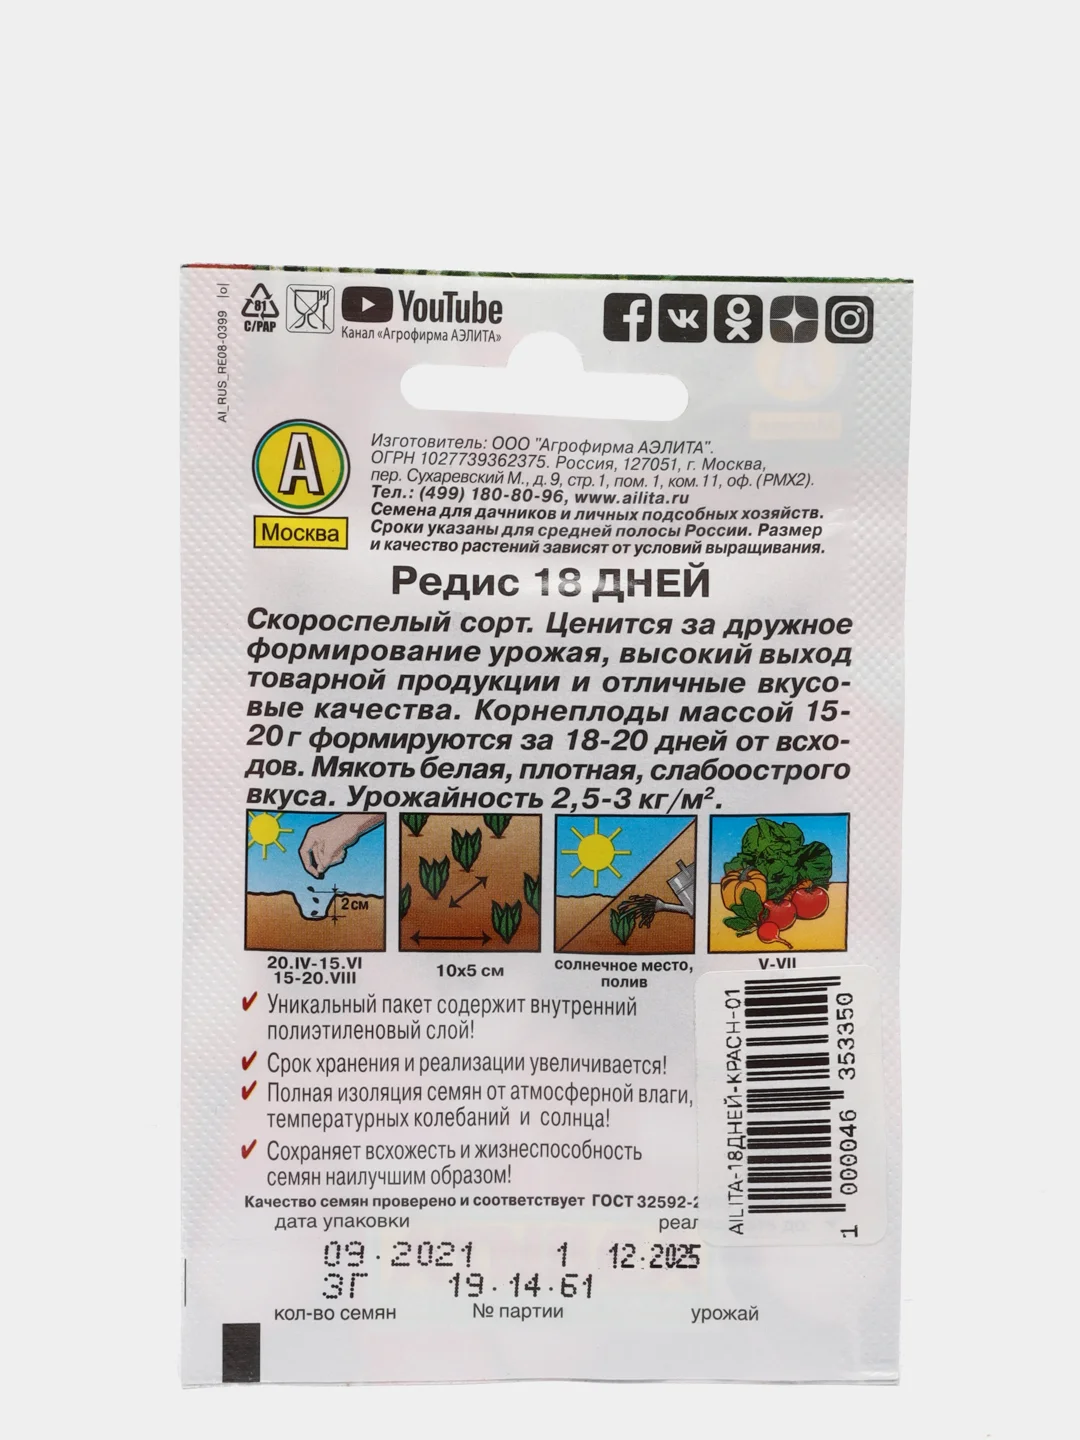 81
C/PAP
YouTube
Канал «Агрофирма АЭЛИТА»
AI_RUS_RE08-0399 |o|
А
Москва
Изготовитель: ООО "Агрофирма АЭЛИТА".
ОГРН 1027739362375. Россия, 127051, г. Москва,
пер. Сухаревский М., д. 9, стр. 1, пом. 1, ком. 11, оф. (РМХ2).
Тел.: (499) 180-80-96, www.ailita.ru
Семена для дачников и личных подсобных хозяйств.
Сроки указаны для средней полосы России. Размер
и качество растений зависят от условий выращивания.
Редис 18 ДНЕЙ
Скороспелый сорт. Ценится за дружное
формирование урожая, высокий выход
товарной продукции и отличные вкусо-
вые качества. Корнеплоды массой 15-
20 г формируются за 18-20 дней от всхо-
дов. Мякоть белая, плотная, слабоострого
вкуса. Урожайность 2,5-3 кг/м².
2 см
20.IV-15.VI
15-20.VIII
10х5 см
солнечное место,
полив
V-VII
Уникальный пакет содержит внутренний
полиэтиленовый слой!
Срок хранения и реализации увеличивается!
Полная изоляция семян от атмосферной влаги,
температурных колебаний и солнца!
Сохраняет всхожесть и жизнеспособность
семян наилучшим образом!
Качество семян проверено и соответствует ГОСТ 32592-2
дата упаковки
реал
09.2021 1 12.2025
3Г 19.14.61
кол-во семян
№ партии
урожай
AILITA-18ДНЕЙ-КРАСН-01
1 000046 353350